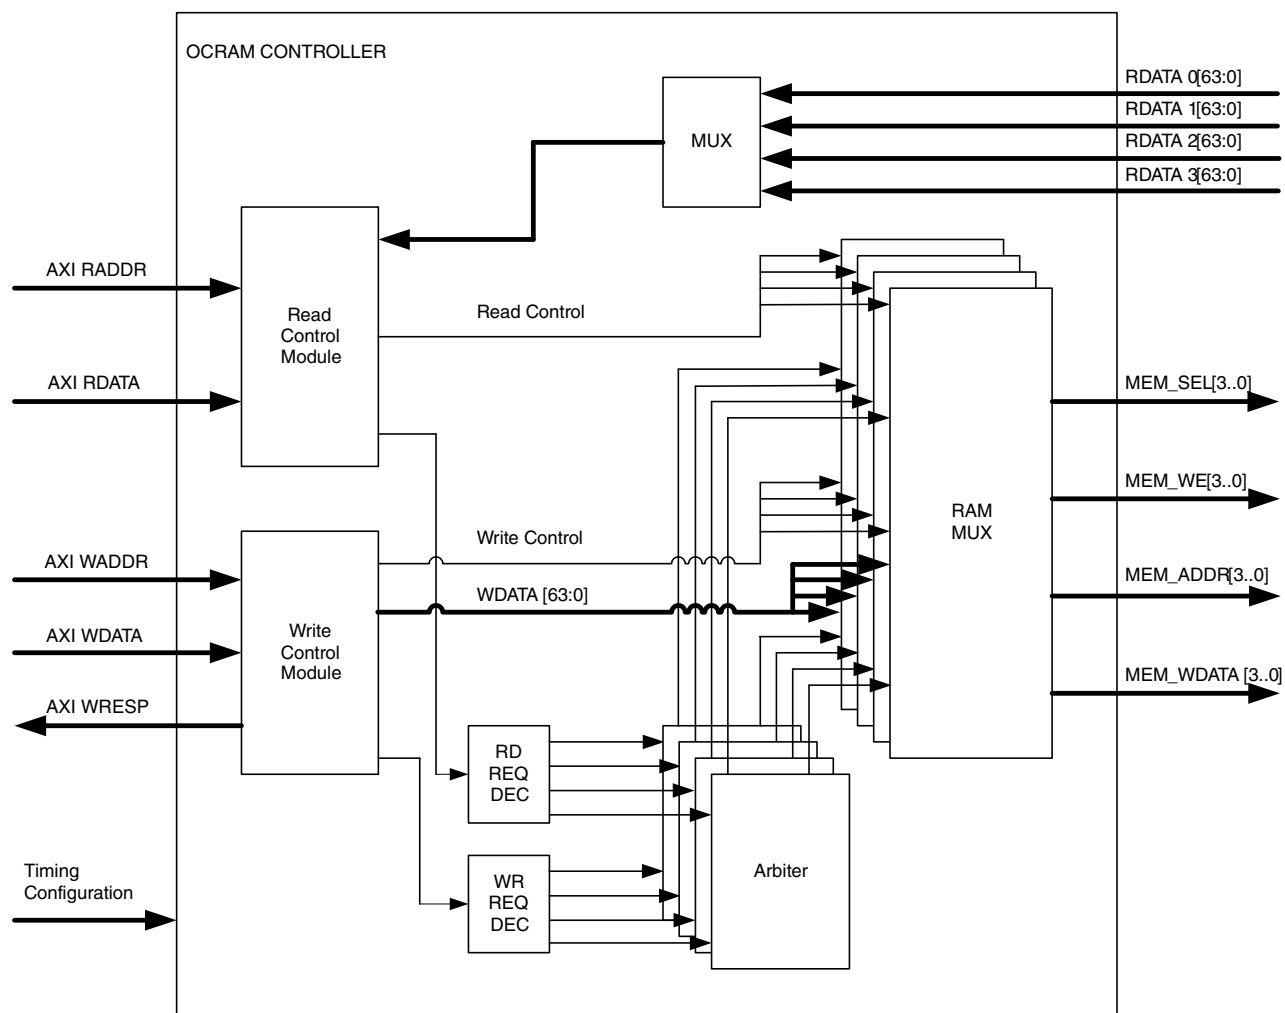 OCRAM CONTROLLER
RDATA 0[63:0]
RDATA 1[63:0]
RDATA 2[63:0]
RDATA 3[63:0]
MUX
AXI RADDR
AXI RDATA
Read
Control
Module
Read Control
MEM_SEL[3..0]
MEM_WE[3..0]
MEM_ADDR[3..0]
MEM_WDATA [3..0]
RAM
MUX
Write Control
WDATA [63:0]
AXI WADDR
AXI WDATA
AXI WRESP
Write
Control
Module
RD
REQ
DEC
WR
REQ
DEC
Arbiter
Timing
Configuration